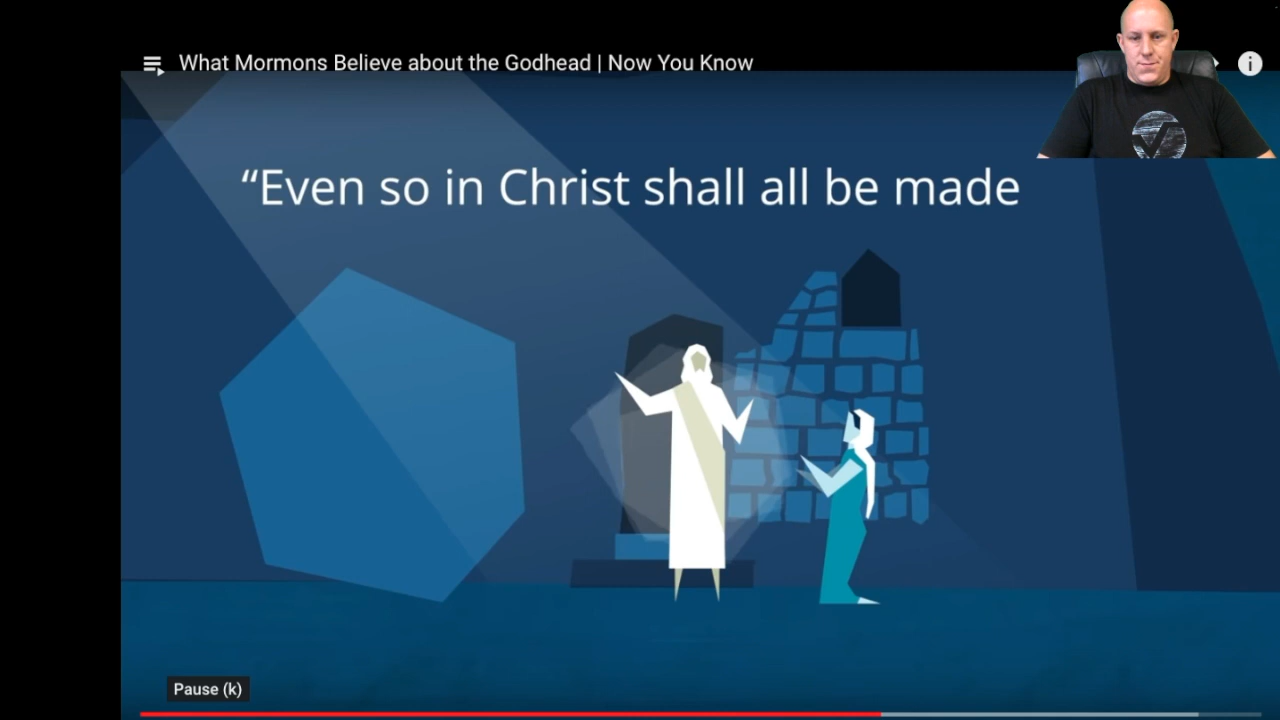 What Mormons Believe about the Godhead | Now You Know
“Even so in Christ shall all be made
Pause (k)